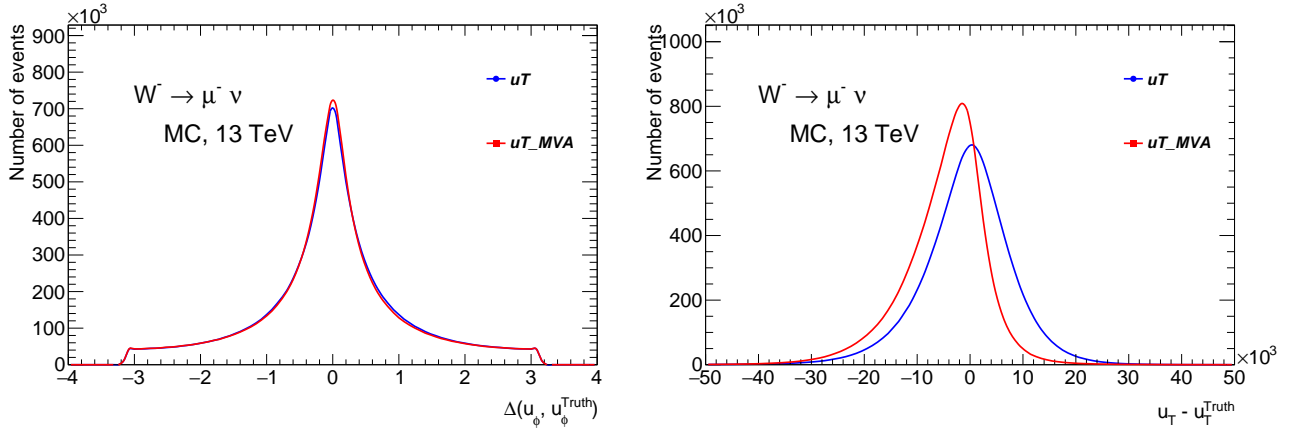 ×10³
Number of events
900
800
700
600
500
400
300
200
100
0
W⁻ → μ⁻ ν
MC, 13 TeV
uT
uT_MVA
−4 −3 −2 −1 0 1 2 3 4
Δ(u_ϕ, u_ϕ^Truth)
×10³
Number of events
1000
800
600
400
200
0
W⁻ → μ⁻ ν
MC, 13 TeV
uT
uT_MVA
−50 −40 −30 −20 −10 0 10 20 30 40 50
×10³
u_T - u_T^Truth